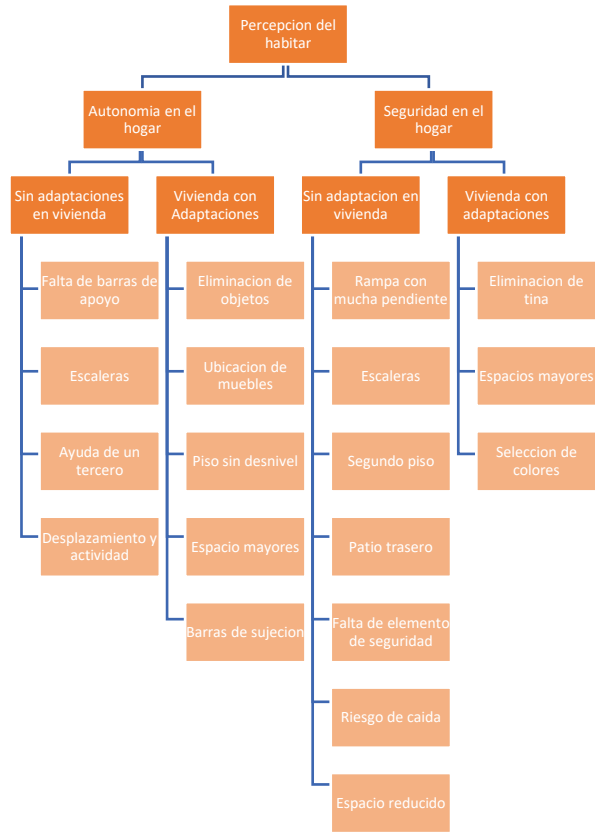 Percepcion del
habitar
Autonomia en el
hogar
Seguridad en el
hogar
Sin adaptaciones
en vivienda
Vivienda con
Adaptaciones
Sin adaptacion en
vivienda
Vivienda con
adaptaciones
Falta de barras de
apoyo
Escaleras
Ayuda de un
tercero
Desplazamiento y
actividad
Eliminacion de
objetos
Ubicacion de
muebles
Piso sin desnivel
Espacio mayores
Barras de sujecion
Rampa con
mucha pendiente
Escaleras
Segundo piso
Patio trasero
Falta de elemento
de seguridad
Riesgo de caida
Espacio reducido
Eliminacion de
tina
Espacios mayores
Seleccion de
colores